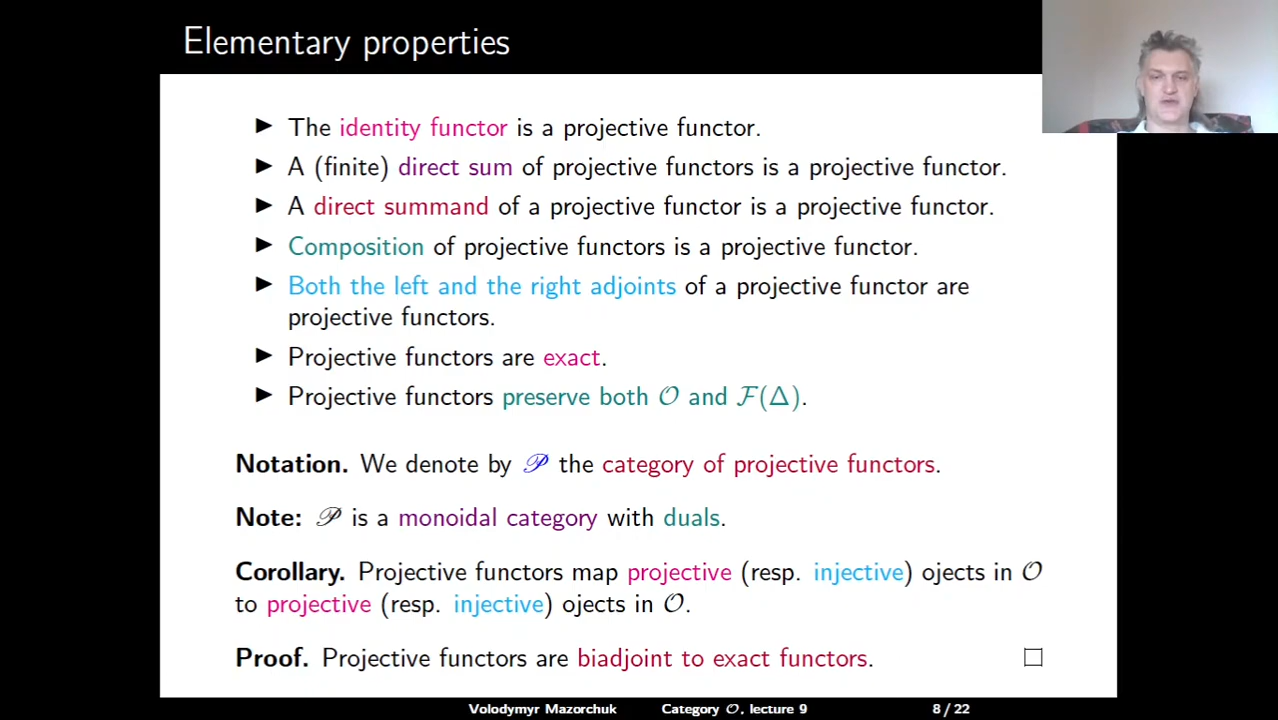 Elementary properties
▶ The identity functor is a projective functor.
▶ A (finite) direct sum of projective functors is a projective functor.
▶ A direct summand of a projective functor is a projective functor.
▶ Composition of projective functors is a projective functor.
▶ Both the left and the right adjoints of a projective functor are
projective functors.
▶ Projective functors are exact.
▶ Projective functors preserve both 𝒪 and ℱ(Δ).
Notation. We denote by 𝒫 the category of projective functors.
Note: 𝒫 is a monoidal category with duals.
Corollary. Projective functors map projective (resp. injective) ojects in 𝒪
to projective (resp. injective) ojects in 𝒪.
Proof. Projective functors are biadjoint to exact functors. □
Volodymyr Mazorchuk Category 𝒪, lecture 9 8 / 22